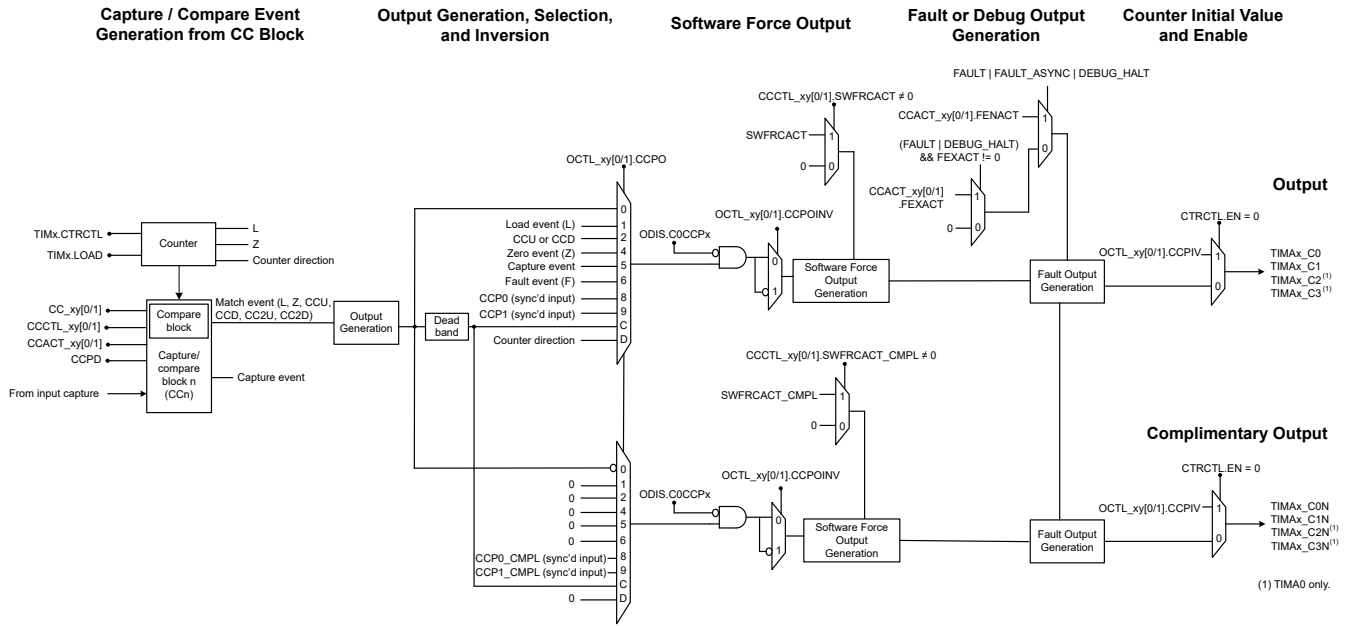 Capture / Compare Event
Generation from CC Block
Output Generation, Selection,
and Inversion
Software Force Output
Fault or Debug Output
Generation
Counter Initial Value
and Enable
FAULT | FAULT_ASYNC | DEBUG_HALT
CCCTL_xy[0/1].SWFRCACT ≠ 0
CCACT_xy[0/1].FENACT
1
0
SWFRCACT
1
0
0
(FAULT | DEBUG_HALT)
&& FEXACT != 0
OCTL_xy[0/1].CCPO
CCACT_xy[0/1]
.FEXACT
1
0
0
Output
TIMx.CTRCTL
TIMx.LOAD
Counter
L
Z
Counter direction
0
Load event (L)
1
CCU or CCD
2
Zero event (Z)
4
Capture event
5
Fault event (F)
6
CCP0 (sync'd input)
8
CCP1 (sync'd input)
9
C
Counter direction
D
ODIS.C0CCPx
OCTL_xy[0/1].CCPOINV
0
1
Software Force
Output
Generation
Fault Output
Generation
CTRCTL.EN = 0
OCTL_xy[0/1].CCPIV
1
0
TIMAx_C0
TIMAx_C1
TIMAx_C2(1)
TIMAx_C3(1)
CC_xy[0/1]
CCCTL_xy[0/1]
CCACT_xy[0/1]
CCPD
From input capture
Compare
block
Capture/
compare
block n
(CCn)
Match event (L, Z, CCU,
CCD, CC2U, CC2D)
Capture event
Output
Generation
Dead
band
CCCTL_xy[0/1].SWFRCACT_CMPL ≠ 0
SWFRCACT_CMPL
1
0
0
Complimentary Output
0
0
1
0
2
0
4
0
5
0
6
CCP0_CMPL (sync'd input)
8
CCP1_CMPL (sync'd input)
9
C
0
D
ODIS.C0CCPx
OCTL_xy[0/1].CCPOINV
0
1
Software Force
Output
Generation
Fault Output
Generation
CTRCTL.EN = 0
OCTL_xy[0/1].CCPIV
1
0
TIMAx_C0N
TIMAx_C1N
TIMAx_C2N(1)
TIMAx_C3N(1)
(1) TIMA0 only.